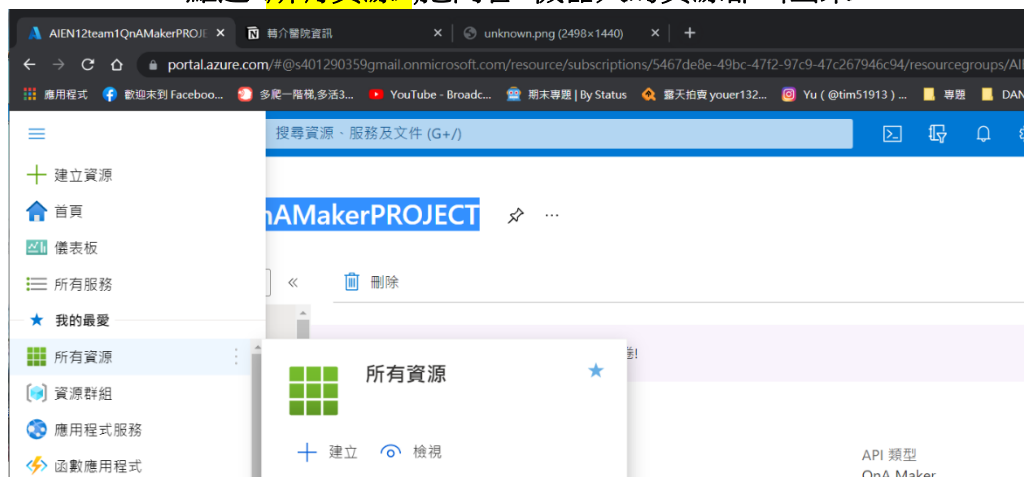 AIEN12team1QnAMakerPROJE
轉介醫院資訊
unknown.png (2498×1440)
portal.azure.com/#@s401290359gmail.onmicrosoft.com/resource/subscriptions/5467de8e-49bc-47f2-97c9-47c267946c94/resourcegroups/AI
應用程式
歡迎來到 Faceboo...
多爬一階梯,多活3...
YouTube - Broadc...
期末專題 | By Status
露天拍賣 youer132...
Yu ( @tim51913 ) ...
專題
DAN
搜尋資源、服務及文件 (G+/)
建立資源
首頁
nAMakerPROJECT
儀表板
所有服務
刪除
我的最愛
所有資源
所有資源
資源群組
應用程式服務
建立
檢視
API 類型
函數應用程式
QnA Maker